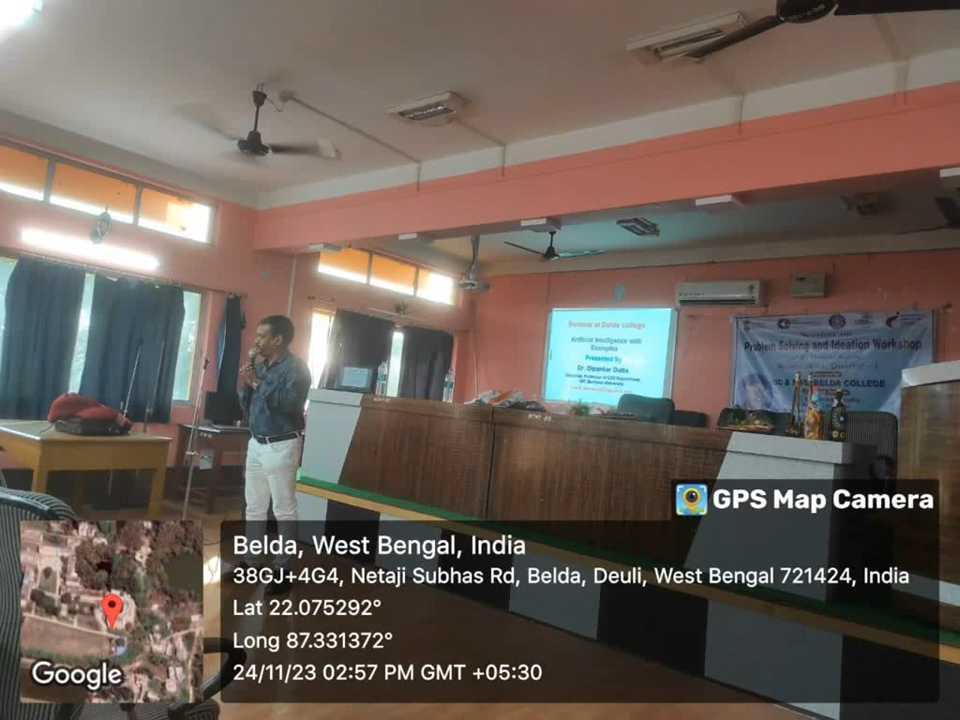 Seminar at Belda college
Artificial Intelligence with
Examples
Presented By
Dr. Dipankar Dutta
Problem Solving and Ideation Workshop
BELDA COLLEGE
GPS Map Camera
Belda, West Bengal, India
38GJ+4G4, Netaji Subhas Rd, Belda, Deuli, West Bengal 721424, India
Lat 22.075292°
Long 87.331372°
24/11/23 02:57 PM GMT +05:30
Google